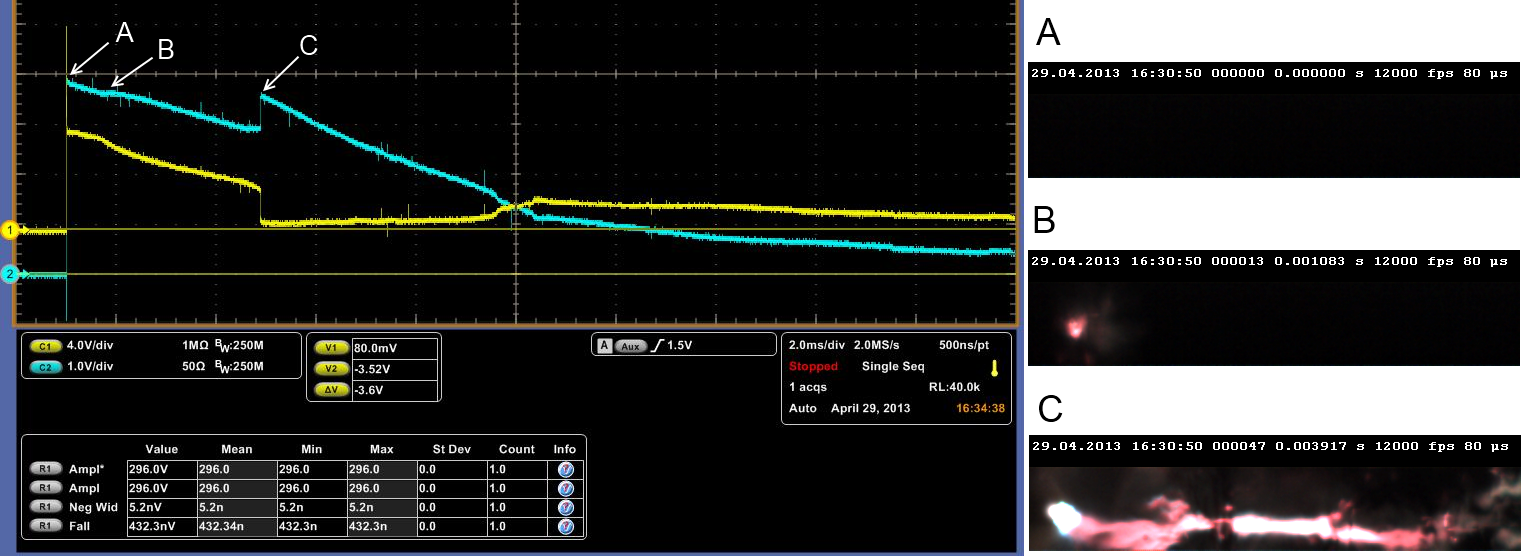 A
B
C
1
2
C1 4.0V/div 1MΩ BW:250M
C2 1.0V/div 50Ω BW:250M
V1 80.0mV
V2 -3.52V
ΔV -3.6V
A Aux 1.5V
2.0ms/div 2.0MS/s 500ns/pt
Stopped Single Seq
1 acqs RL:40.0k
Auto April 29, 2013 16:34:38
Value Mean Min Max St Dev Count Info
R1 Ampl* 296.0V 296.0 296.0 296.0 0.0 1.0
R1 Ampl 296.0V 296.0 296.0 296.0 0.0 1.0
R1 Neg Wid 5.2nV 5.2n 5.2n 5.2n 0.0 1.0
R1 Fall 432.3nV 432.34n 432.3n 432.3n 0.0 1.0
A
29.04.2013 16:30:50 000000 0.000000 s 12000 fps 80 µs
B
29.04.2013 16:30:50 000013 0.001083 s 12000 fps 80 µs
C
29.04.2013 16:30:50 000047 0.003917 s 12000 fps 80 µs